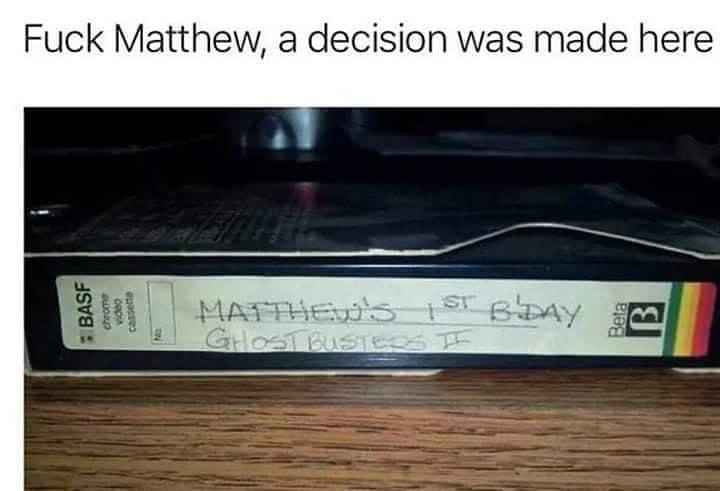 Fuck Matthew, a decision was made here
BASF
chrome
video
cassette
No.
MATTHEW'S 1ST B'DAY
GHOSTBUSTERS II
Beta
β